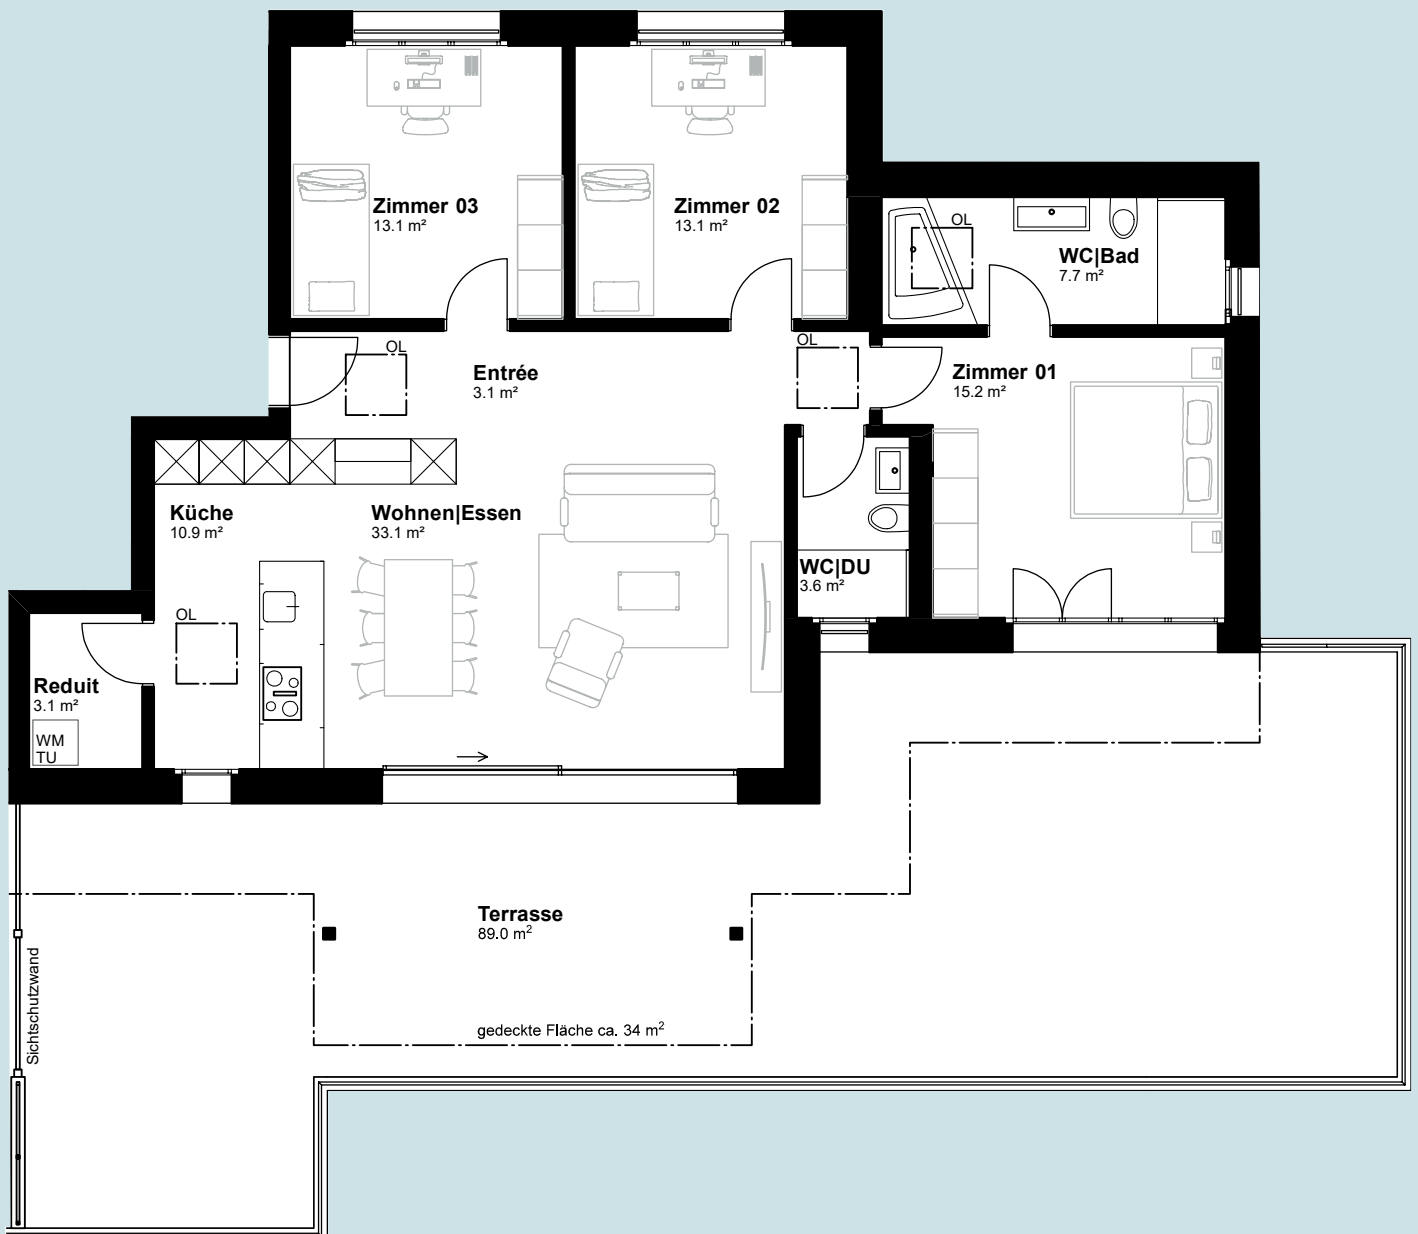 Zimmer 03
13.1 m²
Zimmer 02
13.1 m²
OL
WC|Bad
7.7 m²
OL
Entrée
3.1 m²
OL
Zimmer 01
15.2 m²
Küche
10.9 m²
Wohnen|Essen
33.1 m²
WC|DU
3.6 m²
OL
Reduit
3.1 m²
WM
TU
Terrasse
89.0 m²
Sichtschutzwand
gedeckte Fläche ca. 34 m²